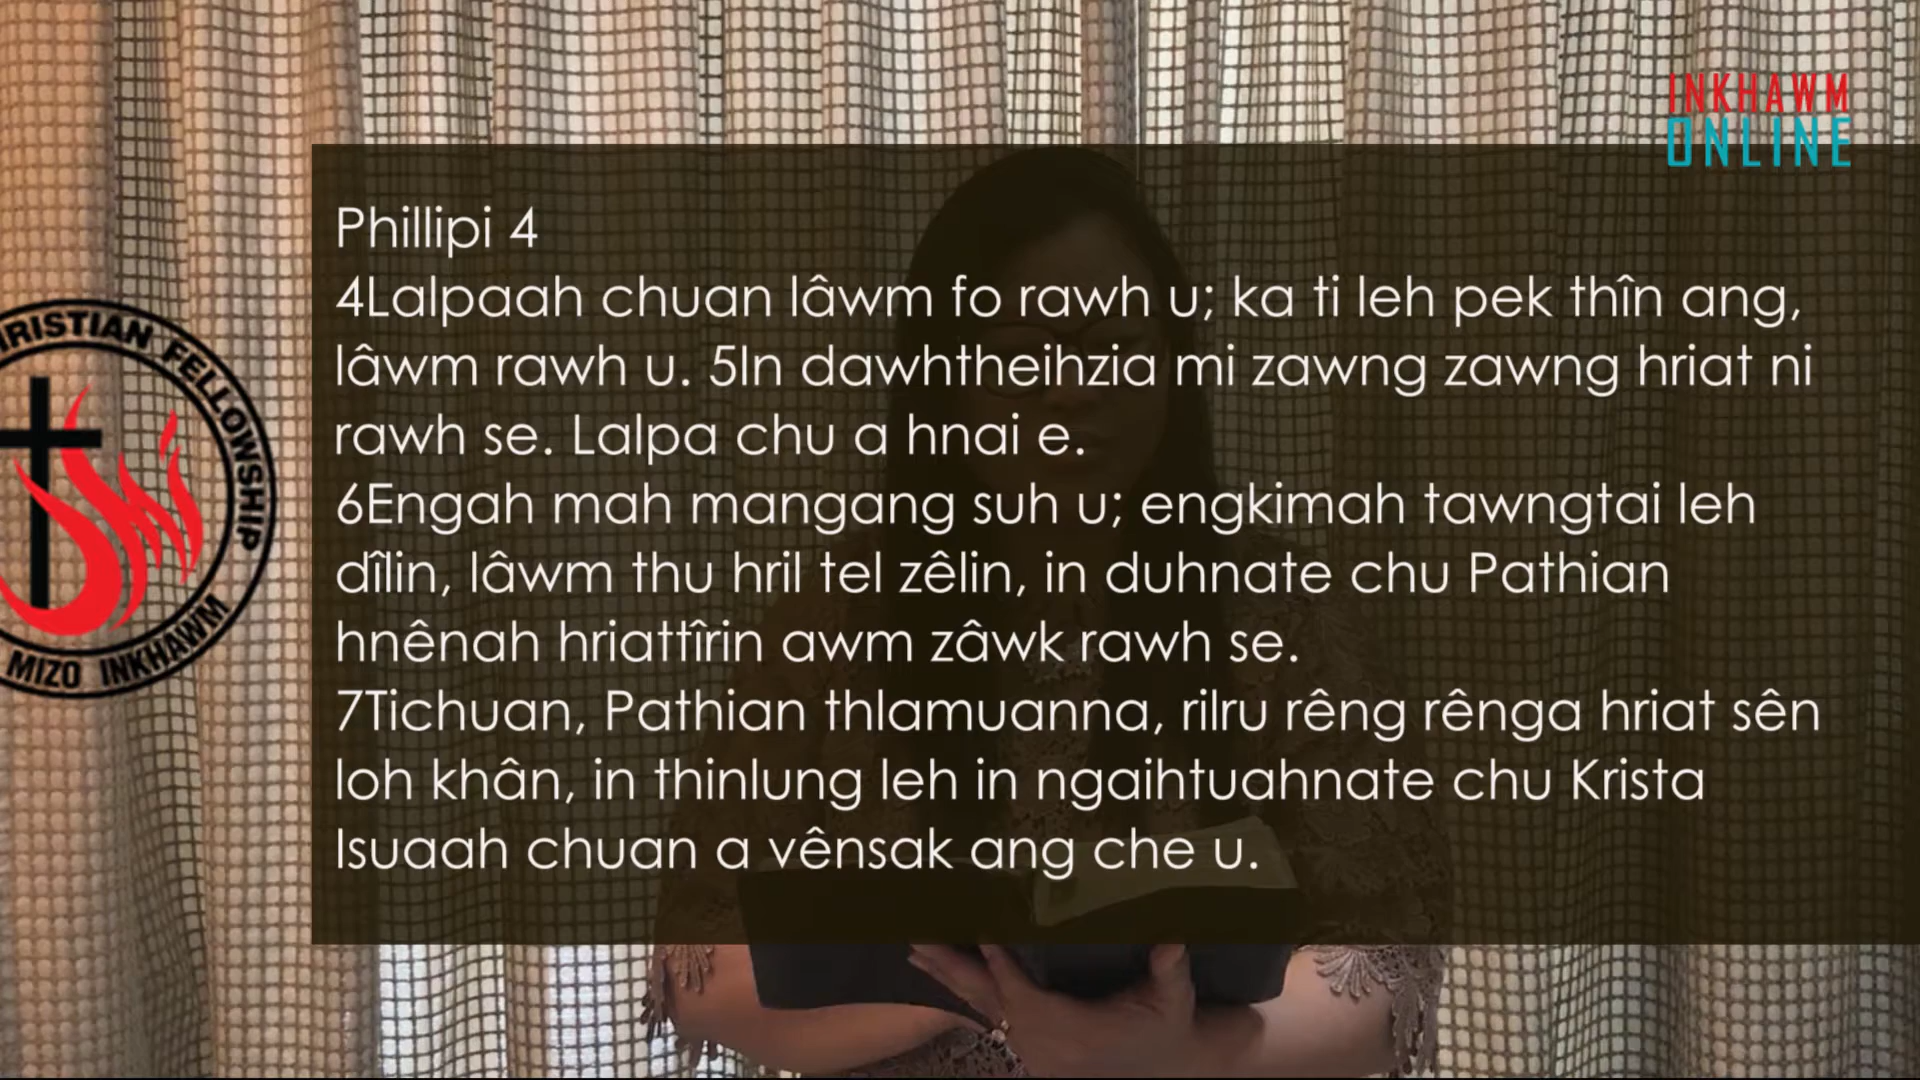 INKHAWM
ONLINE
Phillipi 4
4Lalpaah chuan lâwm fo rawh u; ka ti leh pek thîn ang,
lâwm rawh u. 5In dawhtheihzia mi zawng zawng hriat ni
rawh se. Lalpa chu a hnai e.
6Engah mah mangang suh u; engkimah tawngtai leh
dîlin, lâwm thu hril tel zêlin, in duhnate chu Pathian
hnênah hriattîrin awm zâwk rawh se.
7Tichuan, Pathian thlamuanna, rilru rêng rênga hriat sên
loh khân, in thinlung leh in ngaihtuahnate chu Krista
Isuaah chuan a vênsak ang che u.
FELLOWSHIP
MIZO INKHAWM